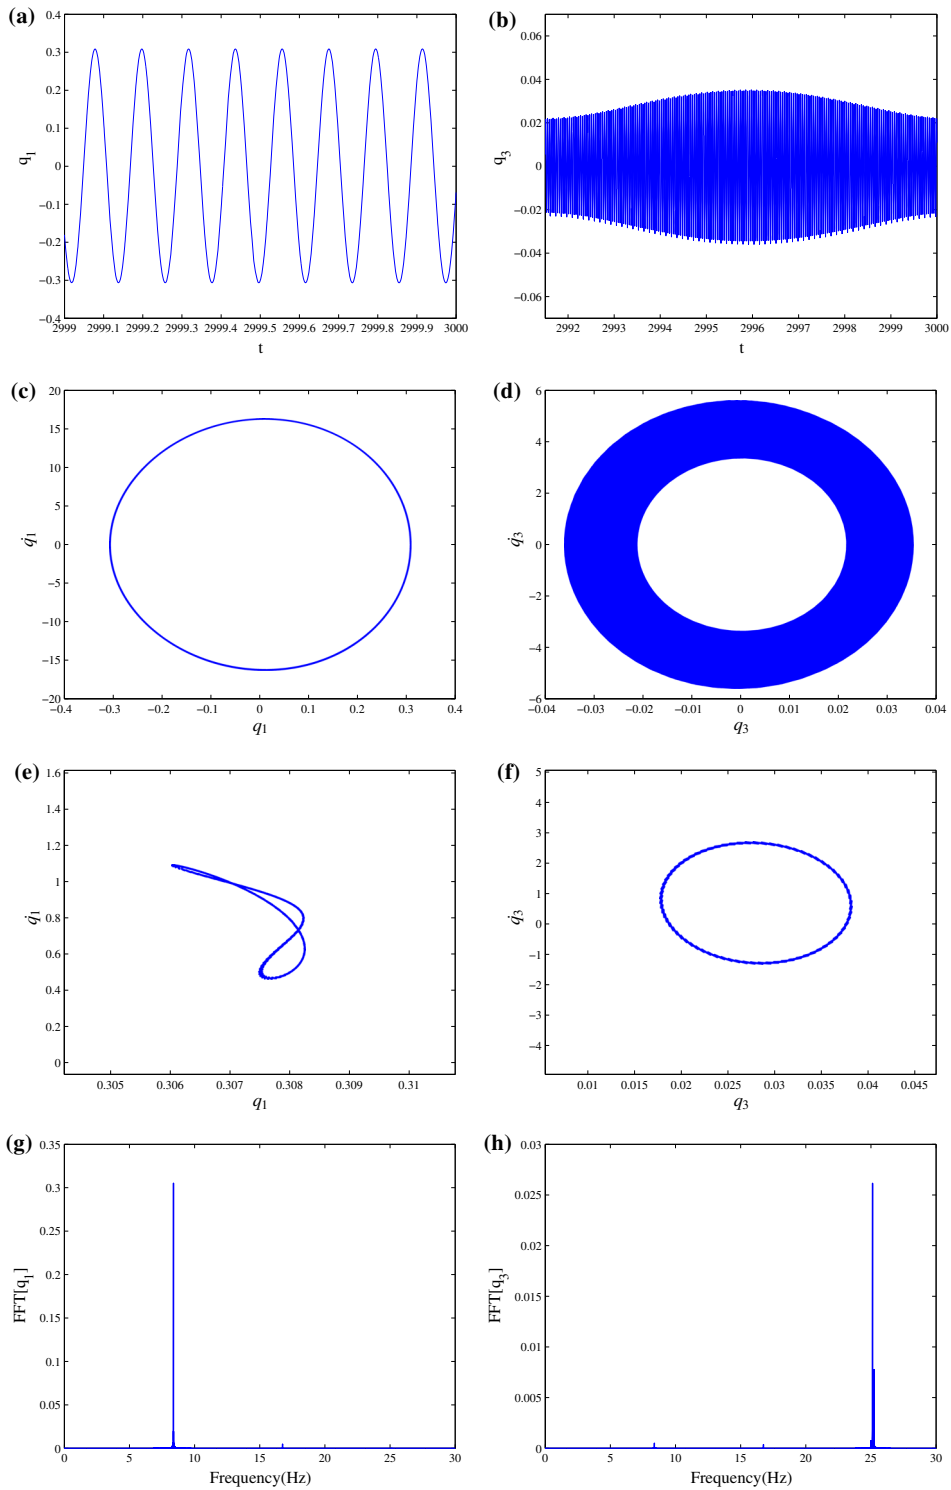 (a)
0.4
0.3
0.2
0.1
0
−0.1
−0.2
−0.3
−0.4
q1
2999 2999.1 2999.2 2999.3 2999.4 2999.5 2999.6 2999.7 2999.8 2999.9 3000
t
(b)
0.06
0.04
0.02
0
−0.02
−0.04
−0.06
q3
2992 2993 2994 2995 2996 2997 2998 2999 3000
t
(c)
20
15
10
5
0
−5
−10
−15
−20
q̇1
−0.4 −0.3 −0.2 −0.1 0 0.1 0.2 0.3 0.4
q1
(d)
6
4
2
0
−2
−4
−6
q̇3
−0.04 −0.03 −0.02 −0.01 0 0.01 0.02 0.03 0.04
q3
(e)
1.6
1.4
1.2
1
0.8
0.6
0.4
0.2
0
q̇1
0.305 0.306 0.307 0.308 0.309 0.31
q1
(f)
5
4
3
2
1
0
−1
−2
−3
−4
q̇3
0.01 0.015 0.02 0.025 0.03 0.035 0.04 0.045
q3
(g)
0.35
0.3
0.25
0.2
0.15
0.1
0.05
0
FFT[q1]
0 5 10 15 20 25 30
Frequency(Hz)
(h)
0.03
0.025
0.02
0.015
0.01
0.005
0
FFT[q3]
0 5 10 15 20 25 30
Frequency(Hz)